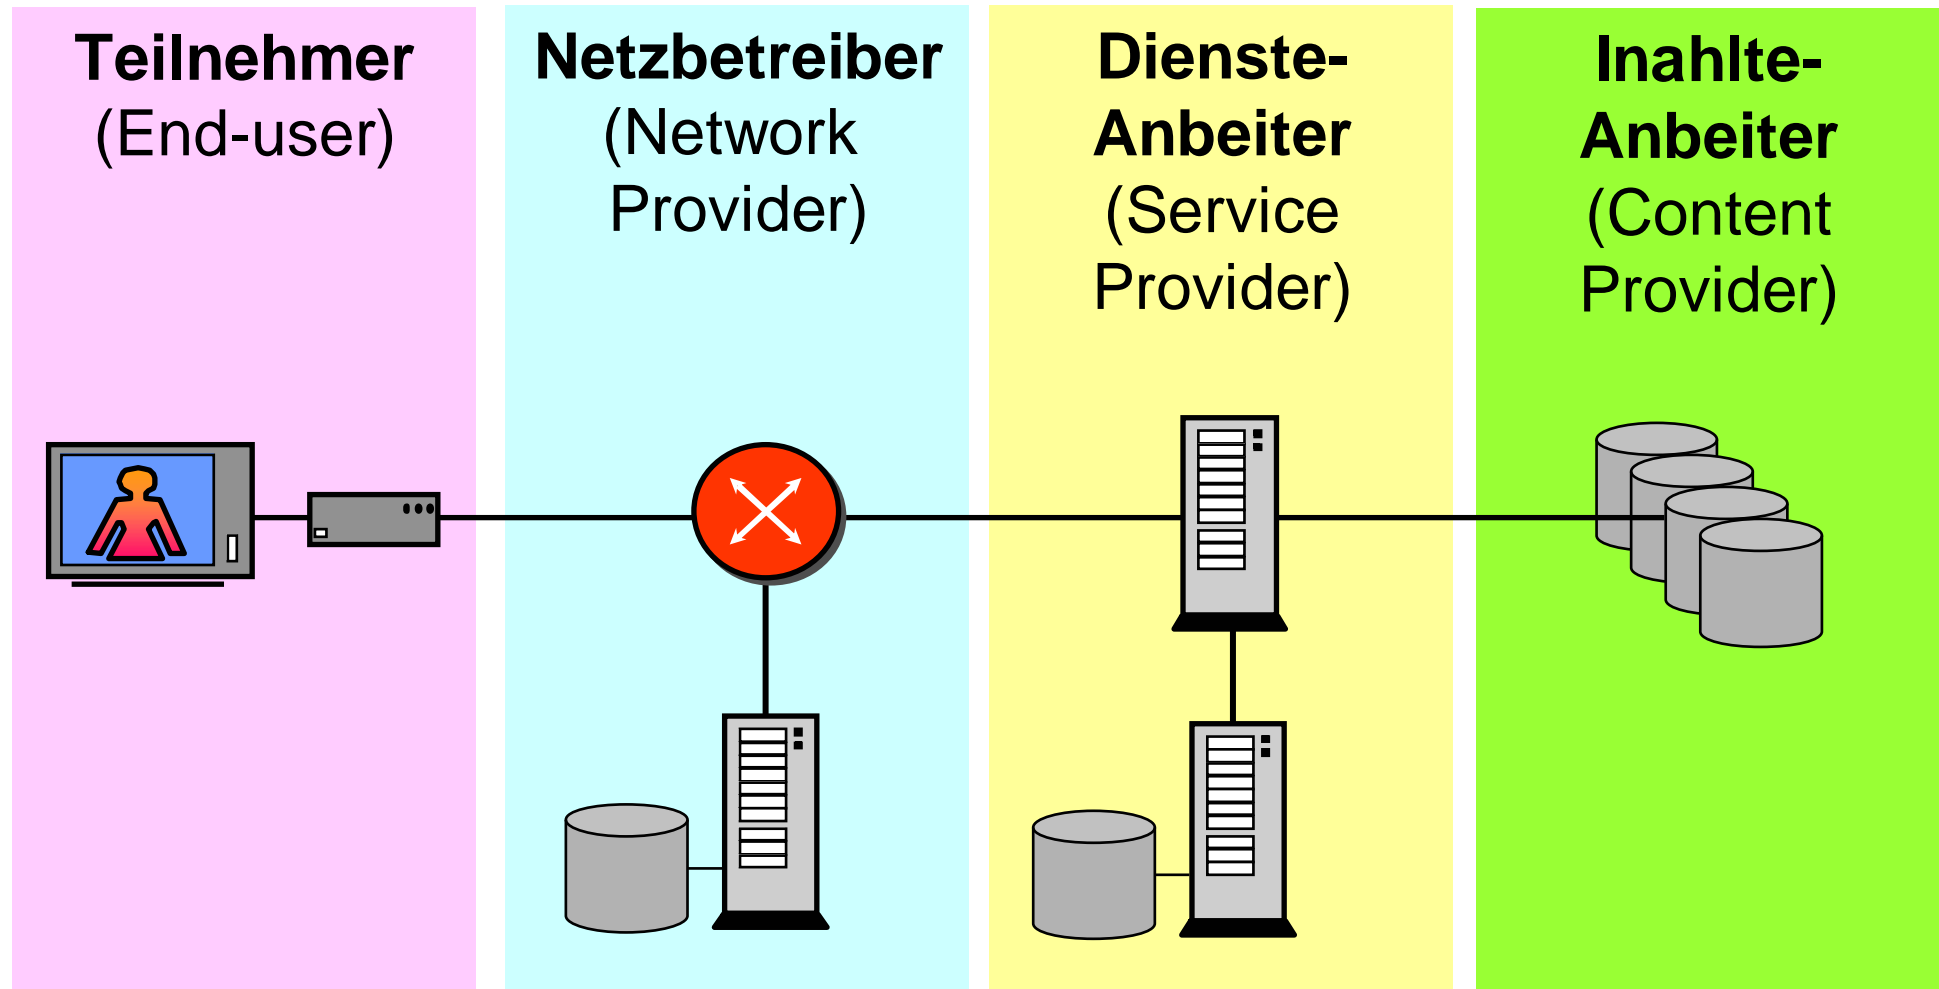 Teilnehmer
(End-user)
Netzbetreiber
(Network
Provider)
Dienste-
Anbeiter
(Service
Provider)
Inahlte-
Anbeiter
(Content
Provider)